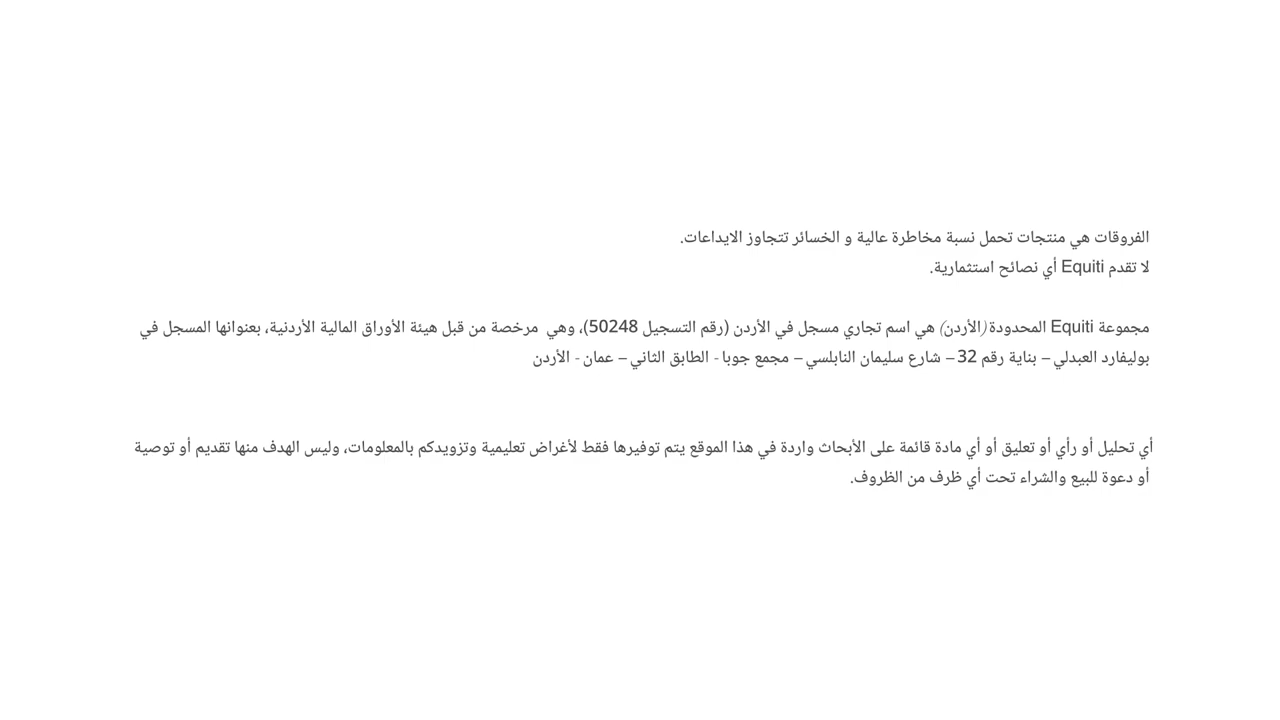 الفروقات هي منتجات تحمل نسبة مخاطرة عالية و الخسائر تتجاوز الايداعات.
لا تقدم Equiti أي نصائح استثمارية.
مجموعة Equiti المحدودة (الأردن) هي اسم تجاري مسجل في الأردن (رقم التسجيل 50248)، وهي مرخصة من قبل هيئة الأوراق المالية الأردنية، بعنوانها المسجل في
بوليفارد العبدلي – بناية رقم 32 – شارع سليمان النابلسي – مجمع جوبا - الطابق الثاني – عمان - الأردن
أي تحليل أو رأي أو تعليق أو أي مادة قائمة على الأبحاث واردة في هذا الموقع يتم توفيرها فقط لأغراض تعليمية وتزويدكم بالمعلومات، وليس الهدف منها تقديم أو توصية
أو دعوة للبيع والشراء تحت أي ظرف من الظروف.